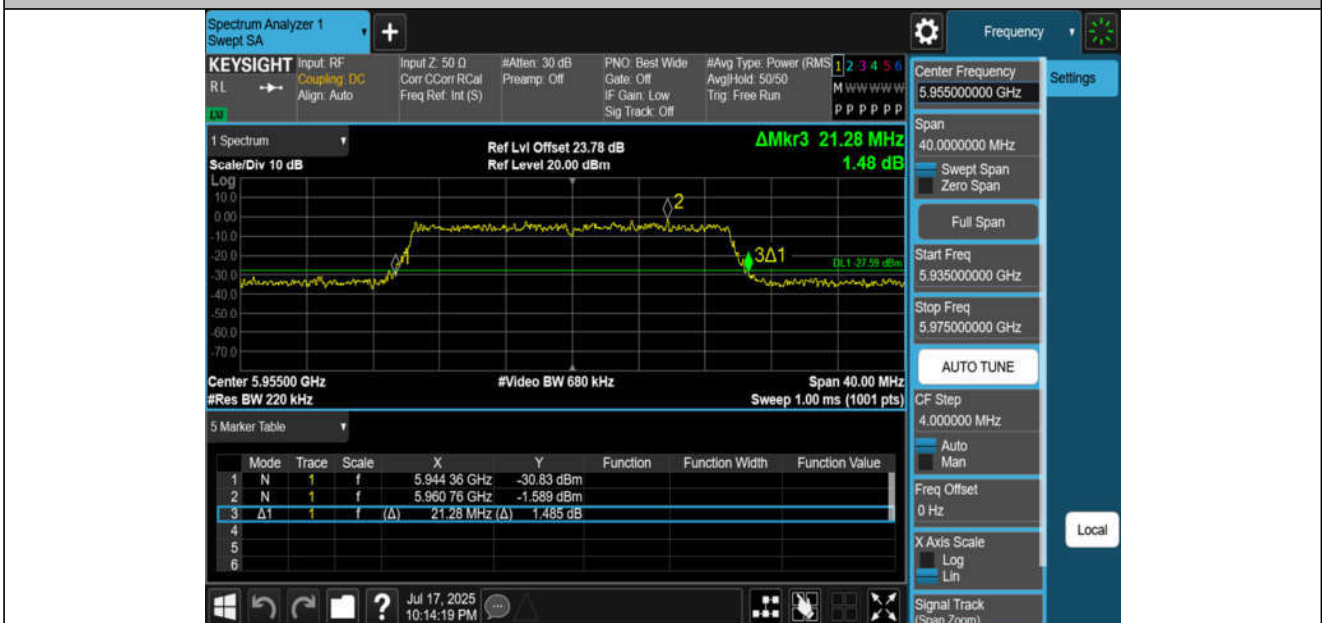 Spectrum Analyzer 1
Swept SA
+
Frequency
KEYSIGHT
RL
LU
Input: RF
Coupling: DC
Align: Auto
Input Z: 50 Ω
Corr CCorr RCal
Freq Ref: Int (S)
#Atten: 30 dB
Preamp: Off
PNO: Best Wide
Gate: Off
IF Gain: Low
Sig Track: Off
#Avg Type: Power (RMS
Avg|Hold: 50/50
Trig: Free Run
1 2 3 4 5 6
M W W W W W
P P P P P P
1 Spectrum
Scale/Div 10 dB
Ref Lvl Offset 23.78 dB
Ref Level 20.00 dBm
ΔMkr3 21.28 MHz
1.48 dB
Log
10.0
0.00
-10.0
-20.0
-30.0
-40.0
-50.0
-60.0
-70.0
2
3Δ1
DL1 -27.59 dBm
Center 5.95500 GHz
#Video BW 680 kHz
Span 40.00 MHz
#Res BW 220 kHz
Sweep 1.00 ms (1001 pts)
5 Marker Table
Mode Trace Scale X Y Function Function Width Function Value
1 N 1 f 5.944 36 GHz -30.83 dBm
2 N 1 f 5.960 76 GHz -1.589 dBm
3 Δ1 1 f (Δ) 21.28 MHz (Δ) 1.485 dB
4
5
6
?
Jul 17, 2025
10:14:19 PM
Center Frequency
5.955000000 GHz
Settings
Span
40.0000000 MHz
Swept Span
Zero Span
Full Span
Start Freq
5.935000000 GHz
Stop Freq
5.975000000 GHz
AUTO TUNE
CF Step
4.000000 MHz
Auto
Man
Freq Offset
0 Hz
X Axis Scale
Log
Lin
Local
Signal Track
(Span Zoom)